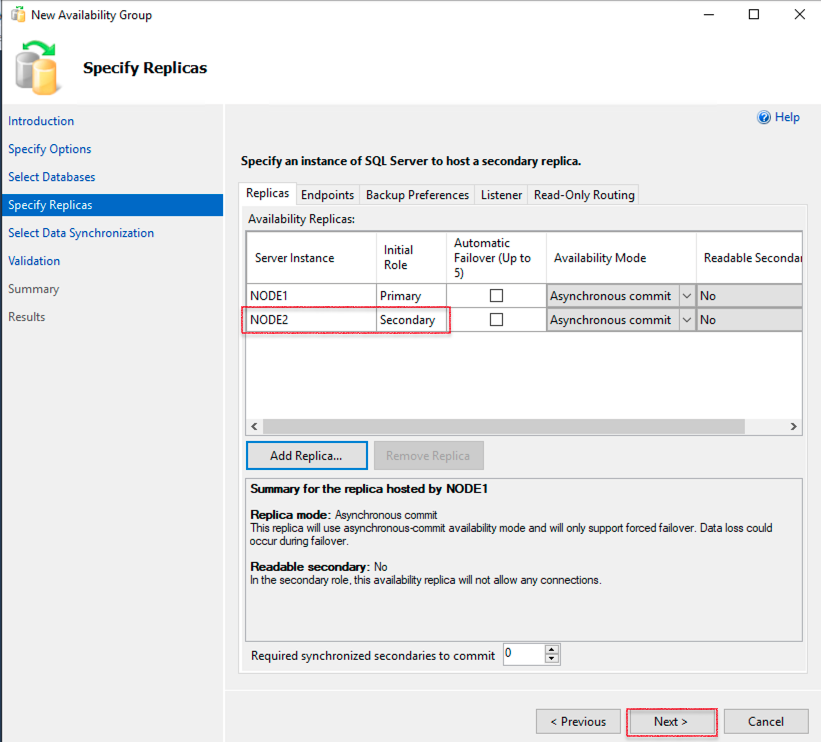 New Availability Group
Specify Replicas
Introduction
Specify Options
Select Databases
Specify Replicas
Select Data Synchronization
Validation
Summary
Results
Help
Specify an instance of SQL Server to host a secondary replica.
Replicas Endpoints Backup Preferences Listener Read-Only Routing
Availability Replicas:
Server Instance Initial Role Automatic Failover (Up to 5) Availability Mode Readable Secondar
NODE1 Primary Asynchronous commit No
NODE2 Secondary Asynchronous commit No
Add Replica... Remove Replica
Summary for the replica hosted by NODE1
Replica mode: Asynchronous commit
This replica will use asynchronous-commit availability mode and will only support forced failover. Data loss could
occur during failover.
Readable secondary: No
In the secondary role, this availability replica will not allow any connections.
Required synchronized secondaries to commit 0
< Previous Next > Cancel